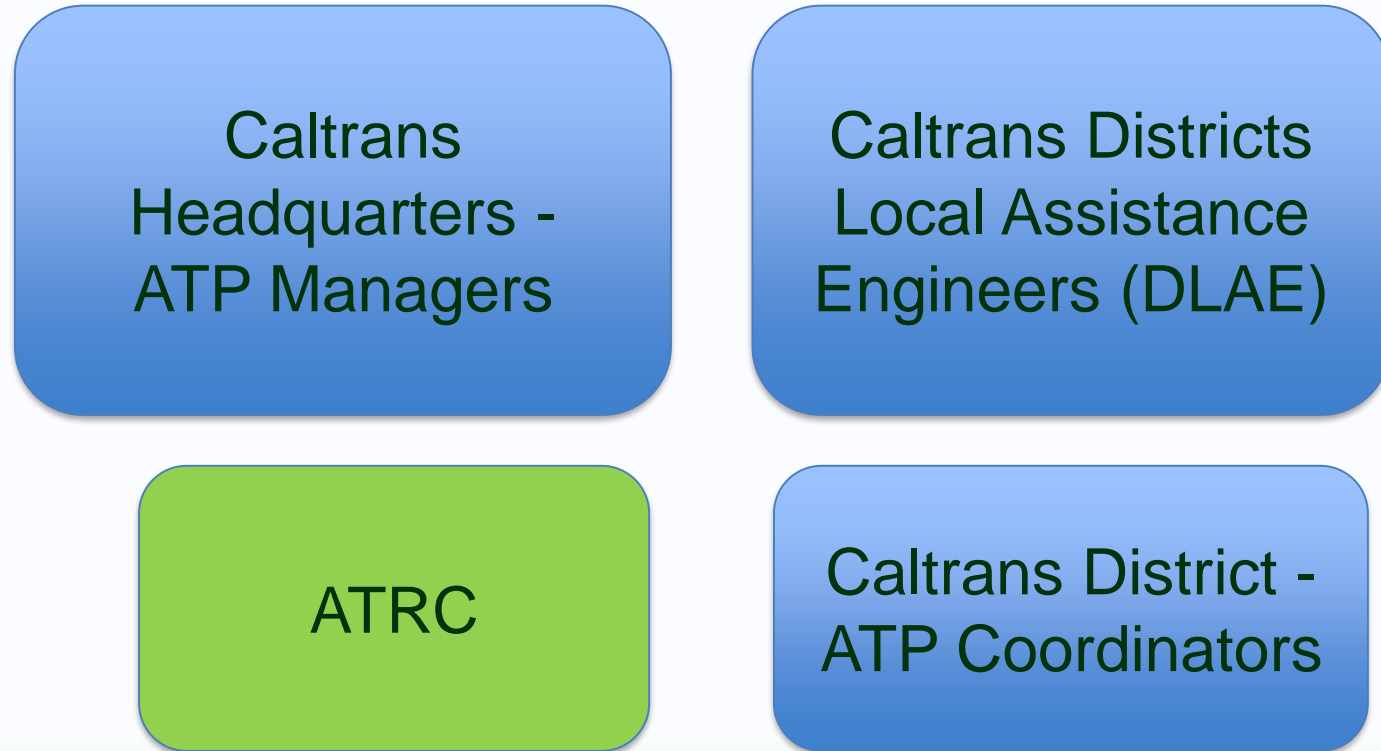 Caltrans
Headquarters -
ATP Managers
Caltrans Districts
Local Assistance
Engineers (DLAE)
ATRC
Caltrans District -
ATP Coordinators